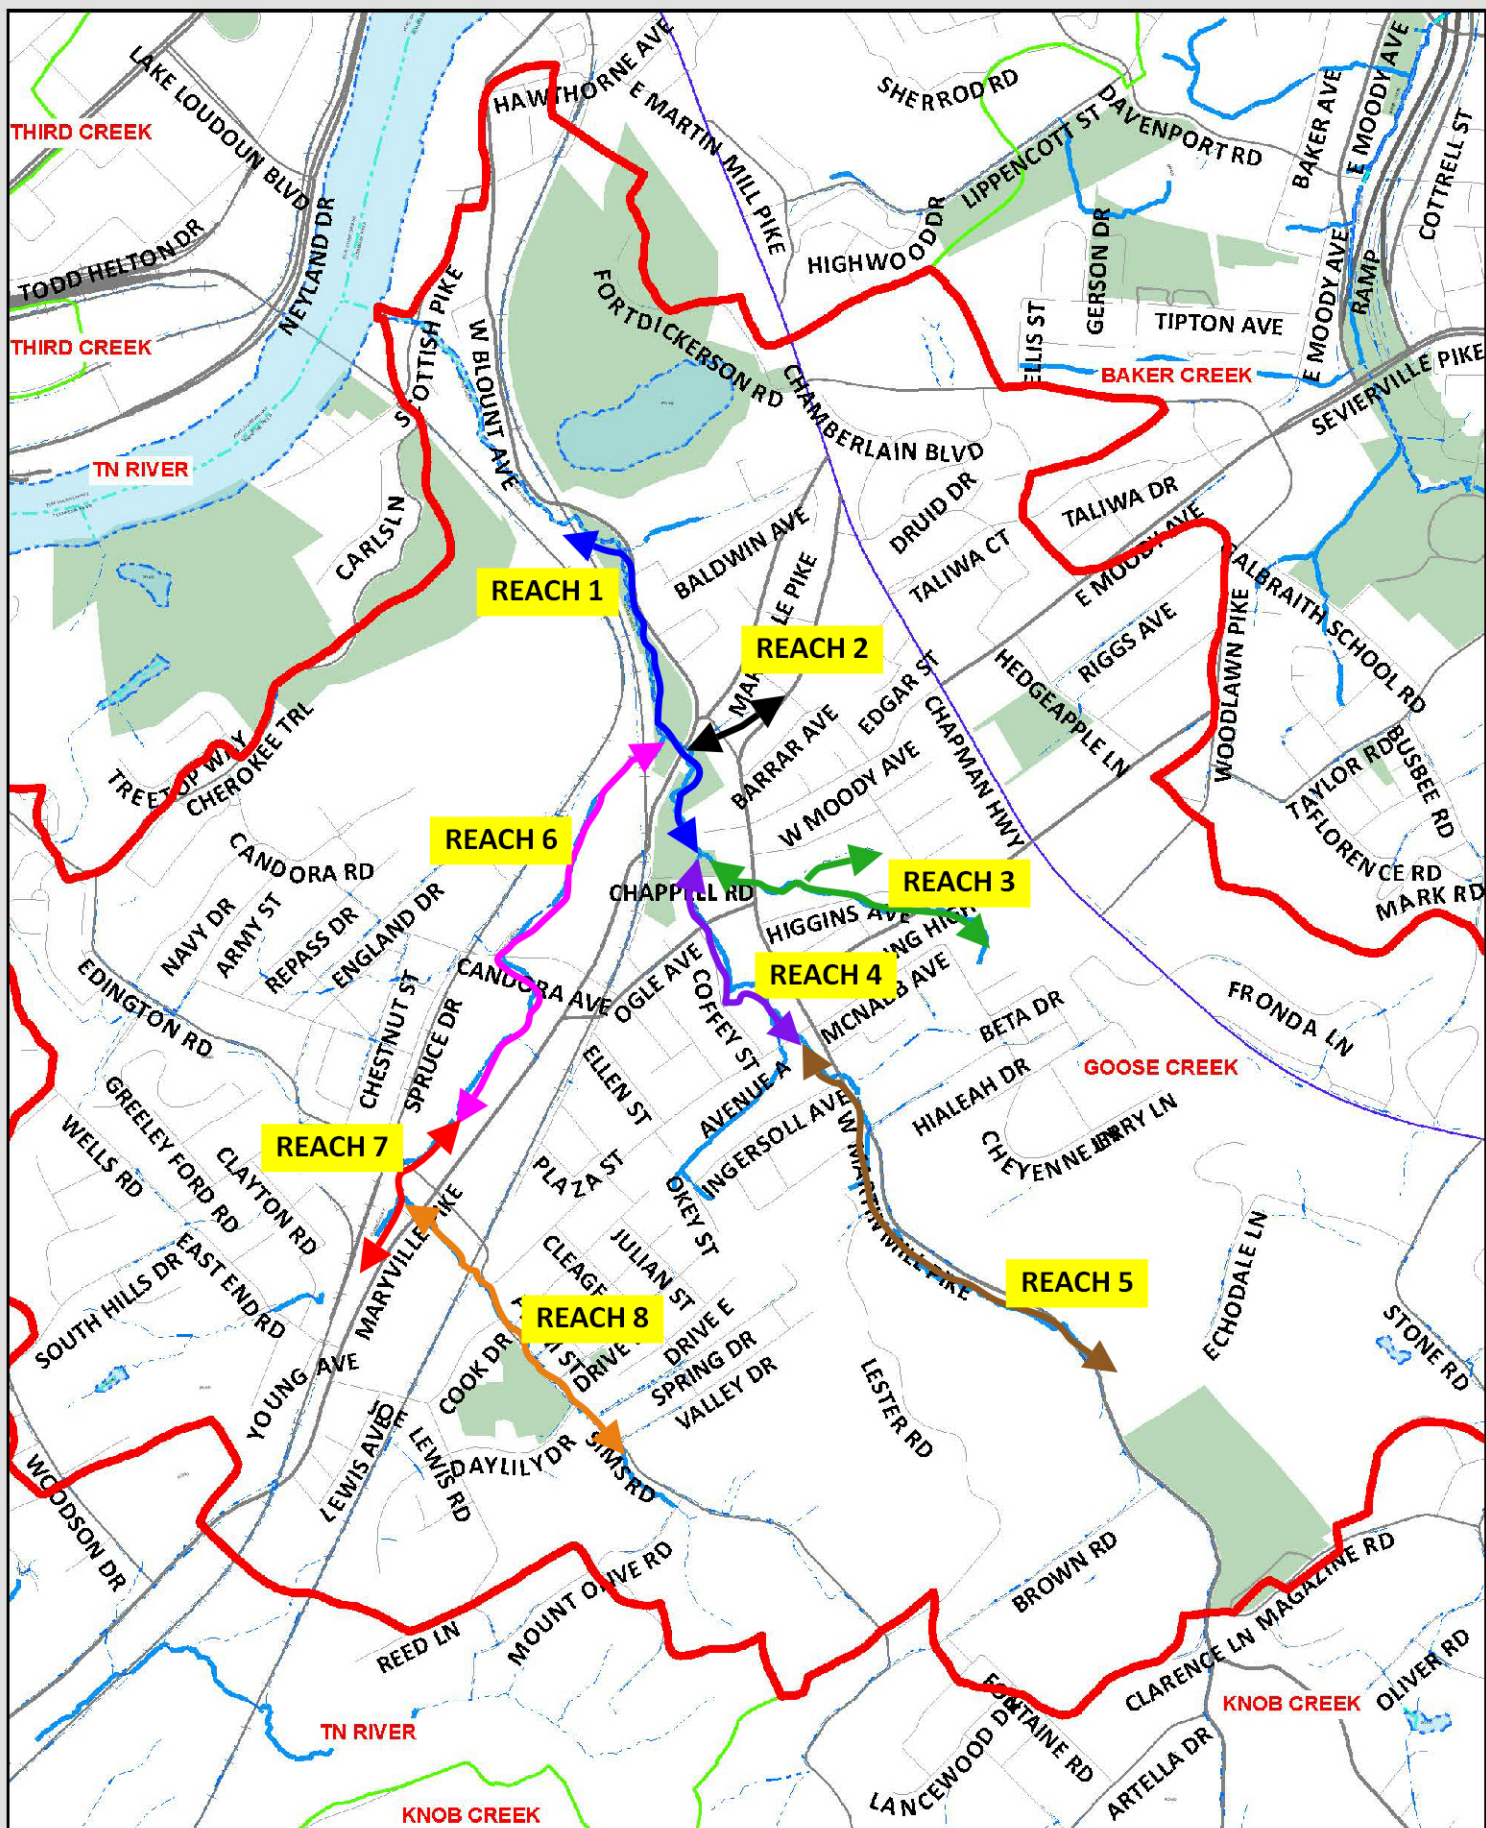 HAWTHORNE AVE
LAKE LOUDOUN BLVD
E MARTIN MILL PIKE
SHERROD RD
DAVENPORT RD
LIPPENCOTT ST
BAKER AVE
E MOODY AVE
COTTRELL ST
THIRD CREEK
TODD HELTON DR
NEYLAND DR
HIGHWOOD DR
GERSON DR
E MOODY AVE
RAMP
THIRD CREEK
SCOTTISH PIKE
W BLOUNT AVE
FORT DICKERSON RD
ELLIS ST
TIPTON AVE
BAKER CREEK
SEVIERVILLE PIKE
CHAMBERLAIN BLVD
TN RIVER
CARLS LN
BALDWIN AVE
DRUID DR
TALIWA DR
TALIWA CT
E MOODY AVE
GALBRAITH SCHOOL RD
REACH 1
REACH 2
LE PIKE
EDGAR ST
HEDGEAPPLE LN
RIGGS AVE
WOODLAWN PIKE
TREETOP WAY
CHEROKEE TRL
BARRAR AVE
W MOODY AVE
CHAPMAN HWY
TAYLOR RD
BUSBEE RD
FLORENCE RD
MARK RD
REACH 6
CANDORA RD
CHAPPELL RD
REACH 3
NAVY DR
ARMY ST
REPASS DR
ENGLAND DR
HIGGINS AVE
EDINGTON RD
CANDORA AVE
OGLE AVE
REACH 4
COFFEY ST
MCNABB AVE
BETA DR
FRONDA LN
CHESTNUT ST
SPRUCE DR
ELLEN ST
AVENUE A
GOOSE CREEK
HIALEAH DR
REACH 7
WELLS RD
GREELEY FORD RD
CLAYTON RD
PLAZA ST
INGERSOLL AVE
W MARTIN MILL PIKE
OKEY ST
SOUTH HILLS DR
EAST END RD
MARYVILLE PIKE
CLEAGE
JULIAN ST
REACH 8
REACH 5
ECHODALE LN
STONE RD
YOUNG AVE
COOK DR
DRIVE E
SPRING DR
VALLEY DR
LESTER RD
WOODSON DR
LEWIS AVE
LEWIS RD
DAYLILY DR
SIMS RD
REED LN
MOUNT OLIVE RD
BROWN RD
MAGAZINE RD
CLARENCE LN
OLIVER RD
FONTAINE RD
LANCEWOOD DR
ARTELLA DR
KNOB CREEK
TN RIVER
KNOB CREEK